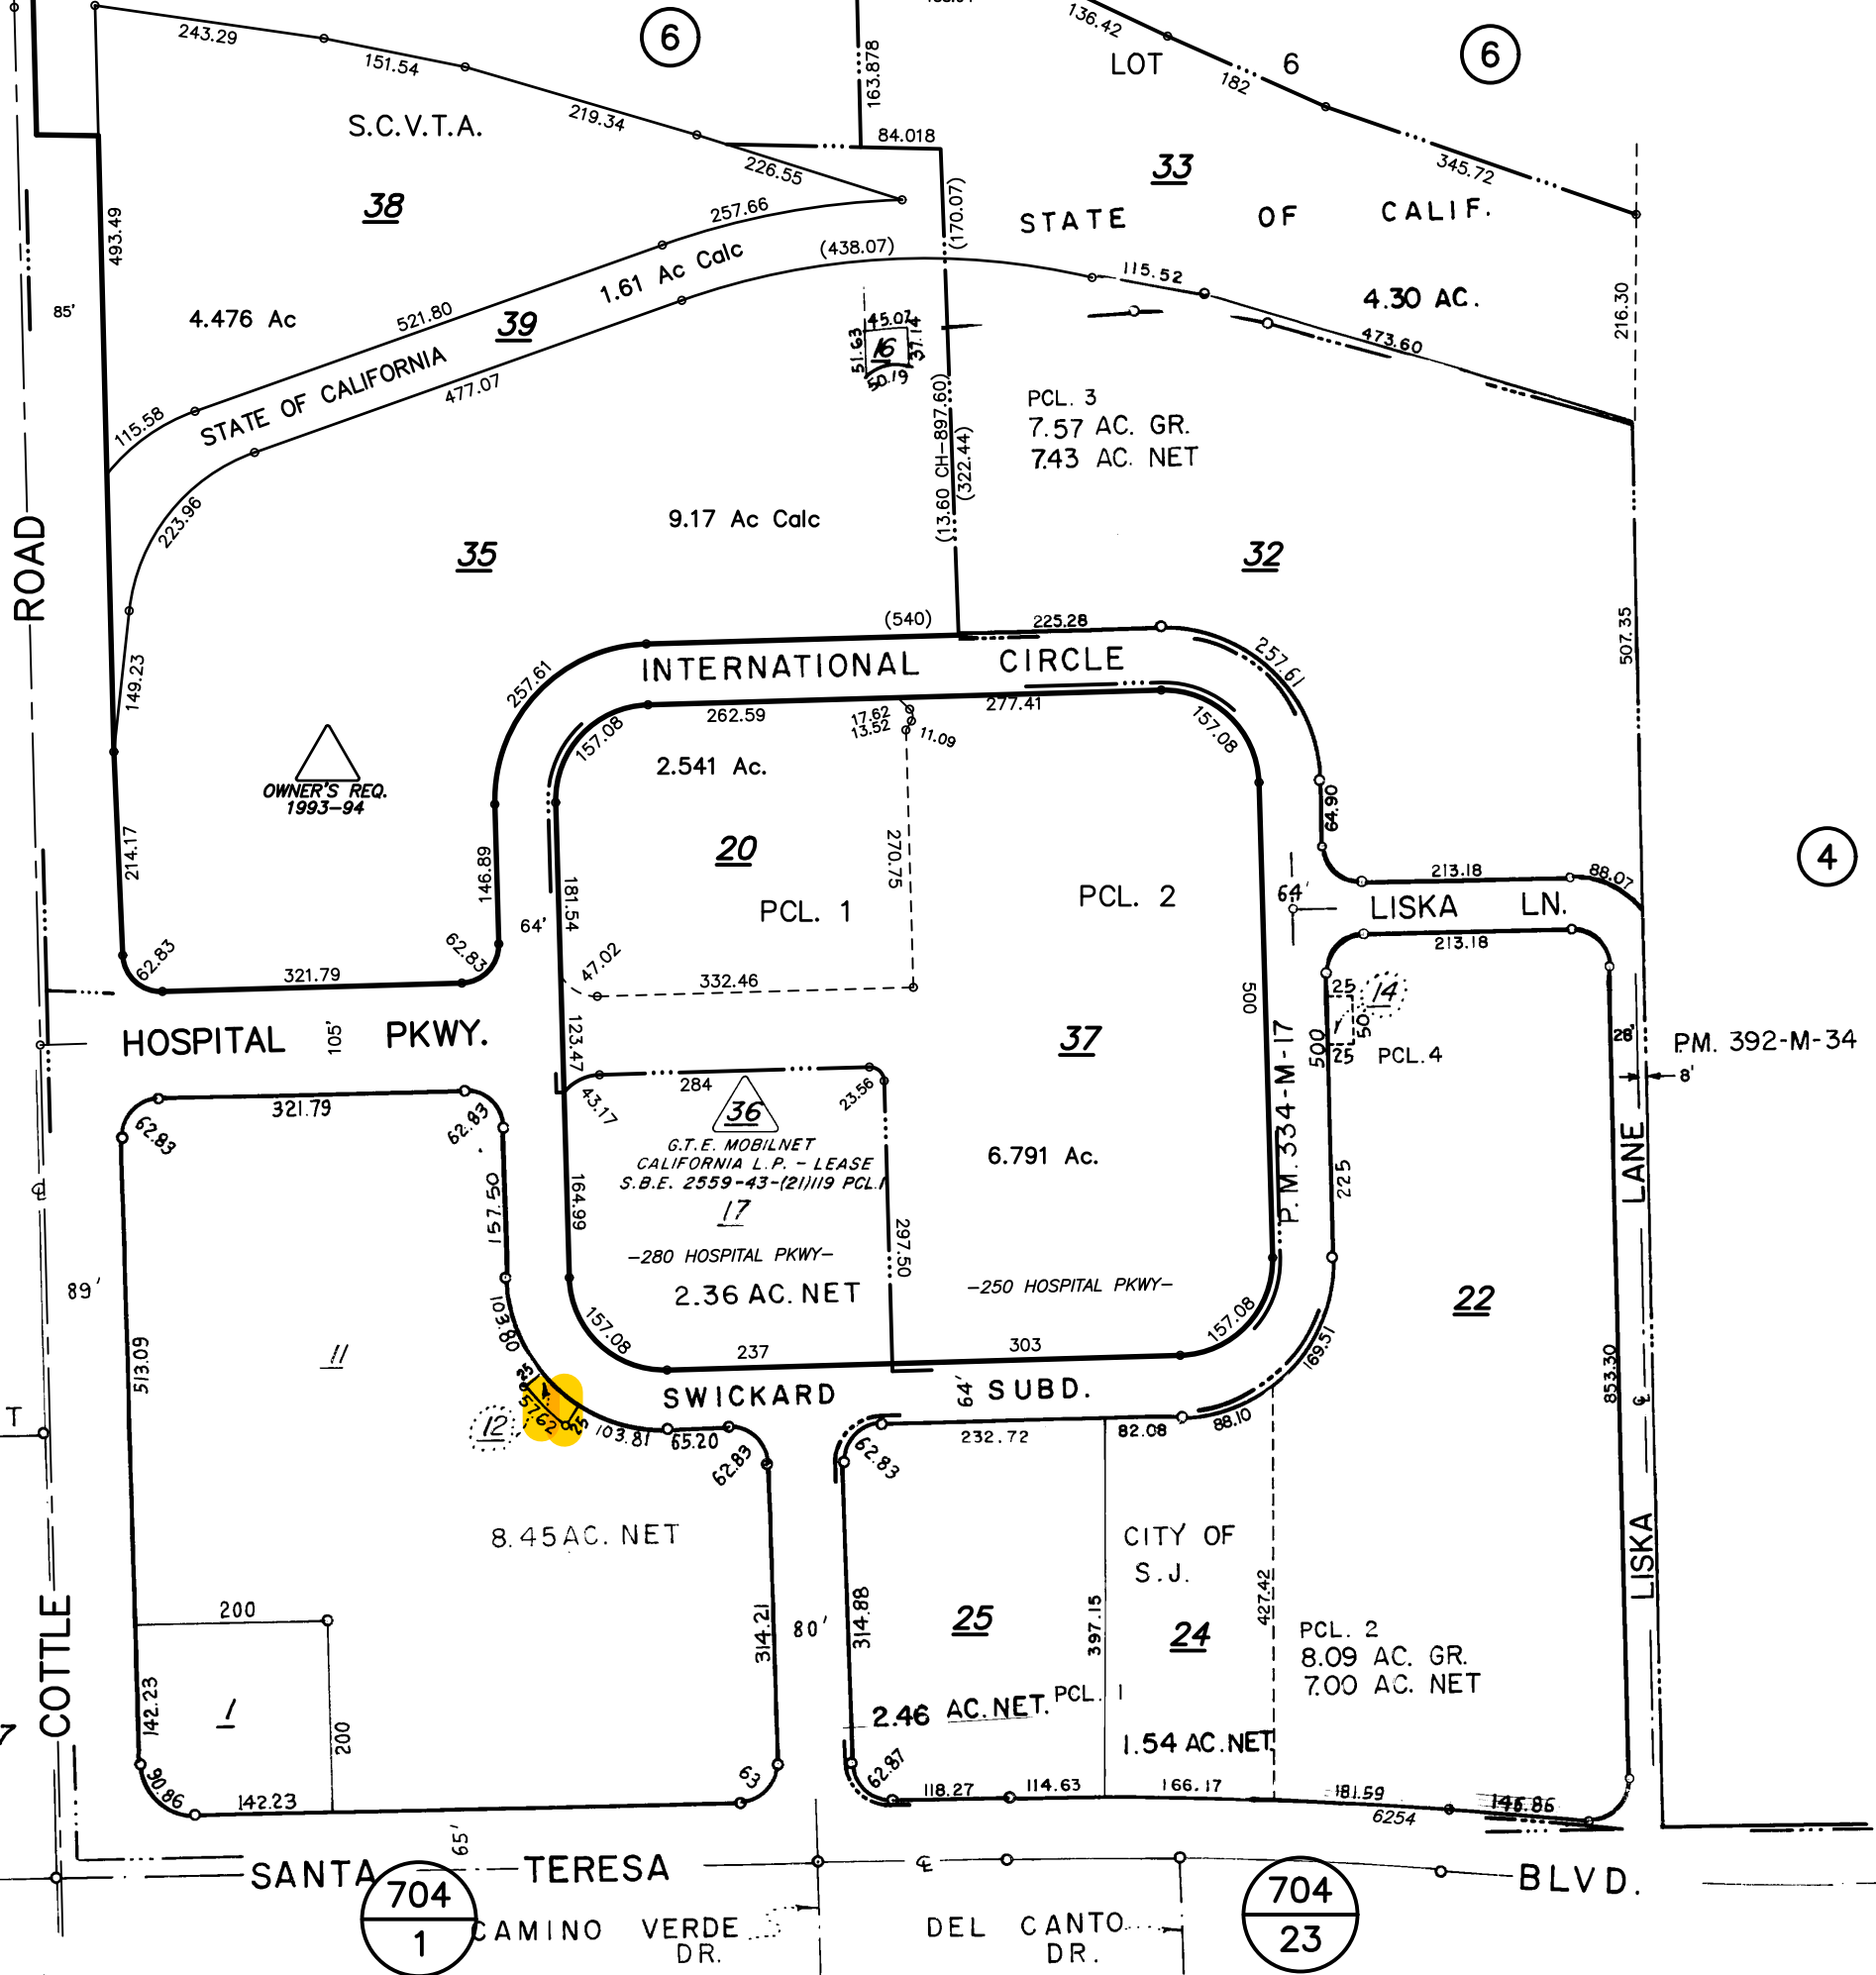 243.29
151.54
219.34
226.55
6
S.C.V.T.A.
38
4.476 Ac
493.49
85'
163.878
84.018
136.42
182
LOT 6
6
345.72
33
STATE OF CALIF.
4.30 AC.
216.30
(170.07)
257.66
(438.07)
115.52
473.60
1.61 Ac Calc
521.80
39
STATE OF CALIFORNIA
477.07
115.58
223.96
149.23
45.07
51.63
16
37.14
50.19
(13.60 CH-897.60)
(322.44)
PCL. 3
7.57 AC. GR.
7.43 AC. NET
9.17 Ac Calc
35
32
ROAD
507.35
(540)
225.28
257.61
INTERNATIONAL CIRCLE
257.61
262.59
277.41
17.62
13.52
11.09
157.08
157.08
2.541 Ac.
OWNER'S REQ.
1993-94
214.17
146.89
64.90
20
270.75
PCL. 1
PCL. 2
181.54
64'
64'
213.18
88.07
LISKA LN.
4
62.83
321.79
62.83
47.02
332.46
213.18
HOSPITAL PKWY.
105'
123.47
500
37
P.M. 334-M-17
25
14
50
500
25
PCL.4
28'
P.M. 392-M-34
8'
321.79
62.83
62.83
284
43.17
23.56
36
G.T.E. MOBILNET
CALIFORNIA L.P. - LEASE
S.B.E. 2559-43-(21)119 PCL.1
17
-280 HOSPITAL PKWY-
2.36 AC. NET
164.99
297.50
6.791 Ac.
-250 HOSPITAL PKWY-
157.50
225
LANE
89'
22
103.80
157.08
157.08
169.51
237
303
513.09
11
853.30
25
57.62
25
12
SWICKARD SUBD.
64'
T
103.81
65.20
62.83
62.83
232.72
82.08
88.10
8.45 AC. NET
CITY OF
S.J.
427.42
LISKA
200
314.21
80'
314.88
25
397.15
24
PCL. 2
8.09 AC. GR.
7.00 AC. NET
COTTLE
142.23
1
200
2.46 AC. NET.
PCL. 1
1.54 AC. NET
7
90.86
142.23
63
62.87
118.27
114.63
166.17
181.59
6254
146.86
65'
SANTA TERESA BLVD.
704
1
CAMINO VERDE
DR.
DEL CANTO
DR.
704
23